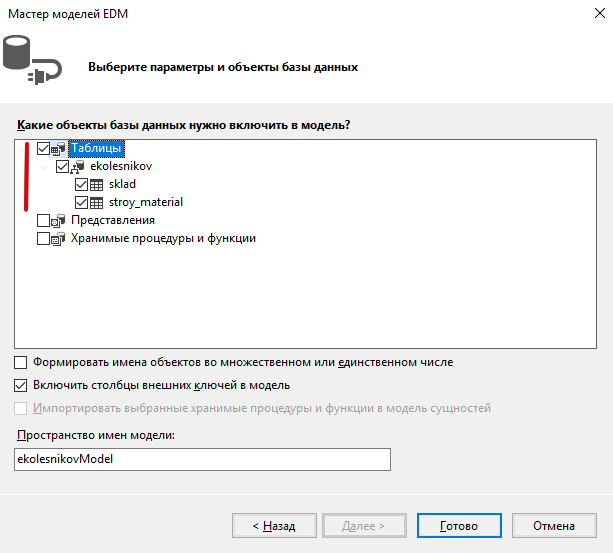 Мастер моделей EDM
Выберите параметры и объекты базы данных
Какие объекты базы данных нужно включить в модель?
Таблицы
ekolesnikov
sklad
stroy_material
Представления
Хранимые процедуры и функции
Формировать имена объектов во множественном или единственном числе
Включить столбцы внешних ключей в модель
Импортировать выбранные хранимые процедуры и функции в модель сущностей
Пространство имен модели:
ekolesnikovModel
< Назад Далее > Готово Отмена